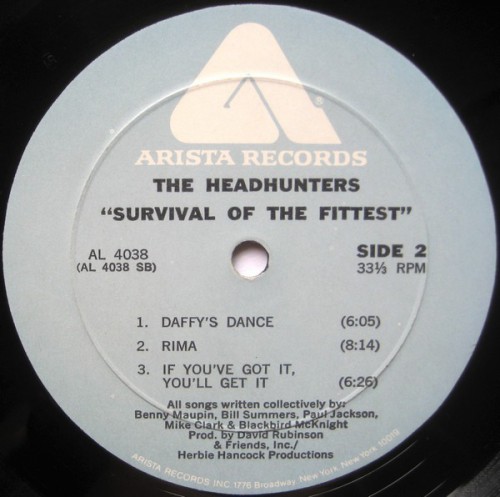 ®
ARISTA RECORDS
THE HEADHUNTERS
“SURVIVAL OF THE FITTEST”
AL 4038
(AL 4038 SB)
SIDE 2
33⅓ RPM
1. DAFFY'S DANCE (6:05)
2. RIMA (8:14)
3. IF YOU'VE GOT IT,
YOU'LL GET IT (6:26)
All songs written collectively by:
Benny Maupin, Bill Summers, Paul Jackson,
Mike Clark & Blackbird McKnight
Prod. by David Rubinson
& Friends, Inc./
Herbie Hancock Productions
ARISTA RECORDS INC 1776 Broadway, New York, New York 10019